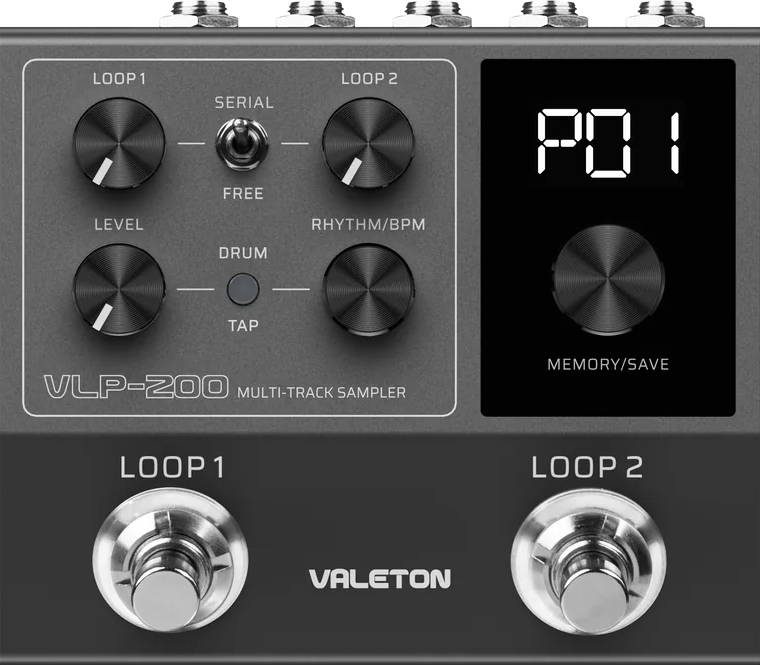 LOOP 1
LOOP 2
SERIAL
FREE
P01
LEVEL
RHYTHM/BPM
DRUM
TAP
MEMORY/SAVE
VLP-200 MULTI-TRACK SAMPLER
LOOP 1
LOOP 2
VALETON